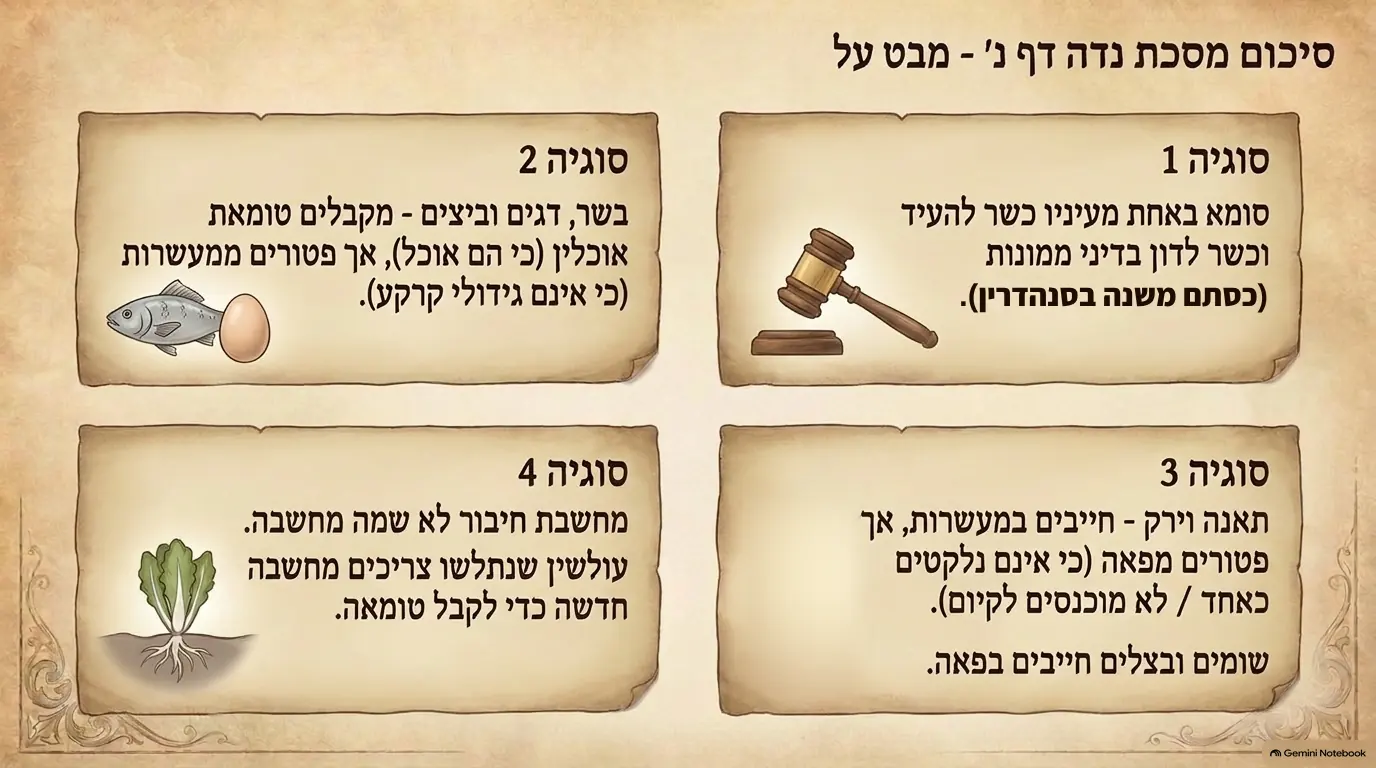 סיכום מסכת נדה דף נ' - מבט על
סוגיה 1
סומא באחת מעיניו כשר להעיד
וכשר לדון בדיני ממונות
(כסתם משנה בסנהדרין).
סוגיה 2
בשר, דגים וביצים - מקבלים טומאת
אוכלין (כי הם אוכל), אך פטורים ממעשרות
(כי אינם גידולי קרקע).
סוגיה 3
תאנה וירק - חייבים במעשרות, אך
פטורים מפאה (כי אינם נלקטים
כאחד / לא מוכנסים לקיום).
שומים ובצלים חייבים בפאה.
סוגיה 4
מחשבת חיבור לא שמה מחשבה.
עולשין שנתלשו צריכים מחשבה
חדשה כדי לקבל טומאה.
Gemini Notebook